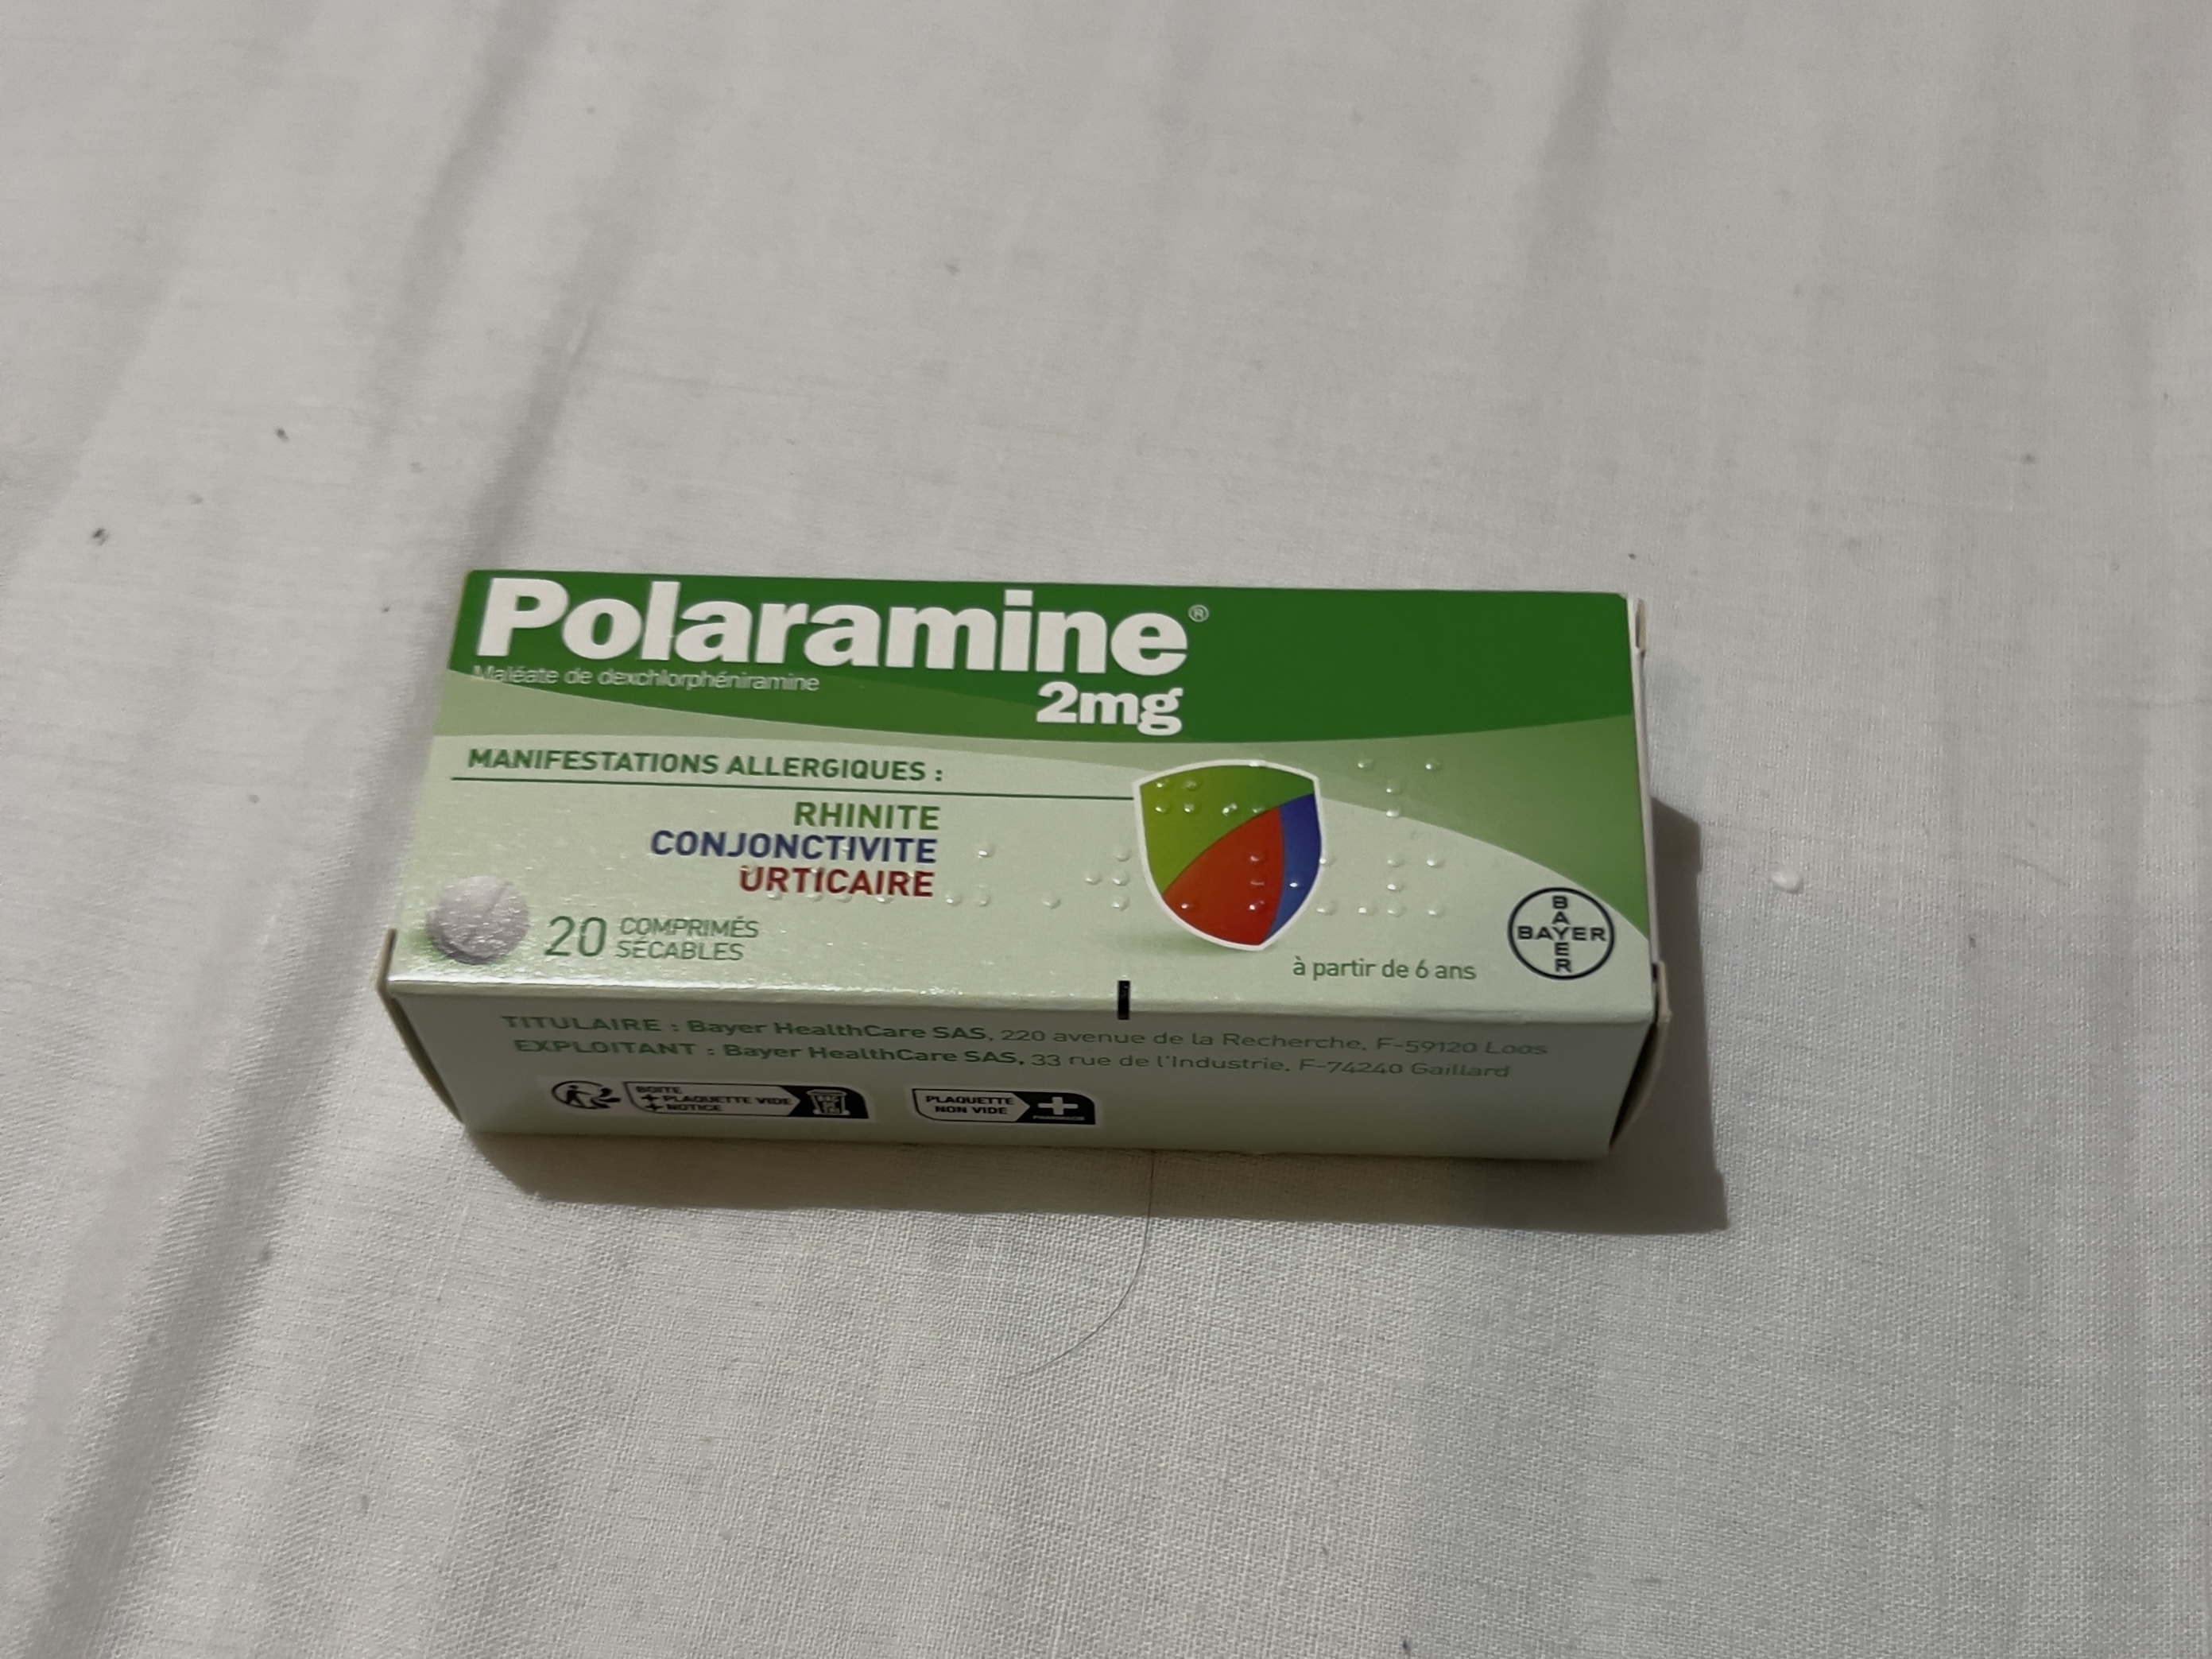 Polaramine®
Maléate de dexchlorphéniramine
2mg
MANIFESTATIONS ALLERGIQUES :
RHINITE
CONJONCTIVITE
URTICAIRE
20 COMPRIMÉS
SÉCABLES
à partir de 6 ans
BAYER
BAYER
TITULAIRE : Bayer HealthCare SAS, 220 avenue de la Recherche, F-59120 Loos
EXPLOITANT : Bayer HealthCare SAS, 33 rue de l'Industrie, F-74240 Gaillard
BOITE
+ PLAQUETTE VIDE
+ NOTICE
PLAQUETTE
NON VIDE